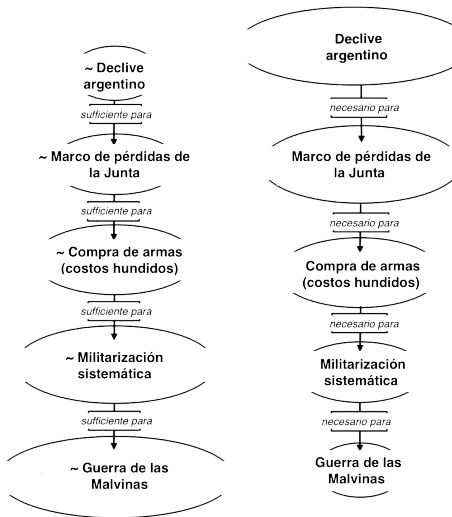 ~ Declive
argentino
sufficiente para
~ Marco de pérdidas de
la Junta
sufficiente para
~ Compra de armas
(costos hundidos)
sufficiente para
~ Militarización
sistemática
sufficiente para
~ Guerra de las
Malvinas
Declive
argentino
necesario para
Marco de pérdidas de
la Junta
necesario para
Compra de armas
(costos hundidos)
necesario para
Militarización
sistemática
necesario para
Guerra de las
Malvinas